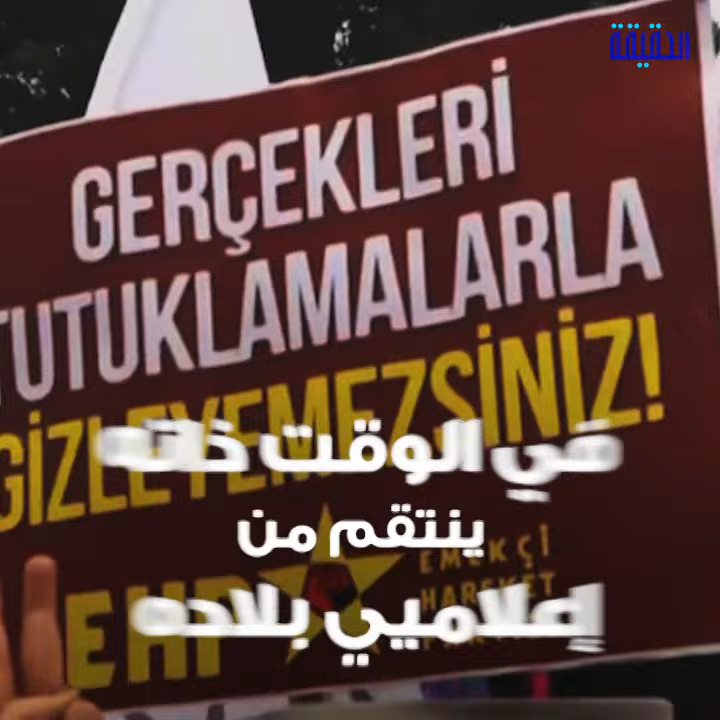 الحقيقة
GERÇEKLERİ
TUTUKLAMALARLA
GİZLEYEMEZSİNİZ!
في الوقت ذاته
ينتقم من
إعلاميي بلاده
EHP
EMEKÇİ
HAREKET